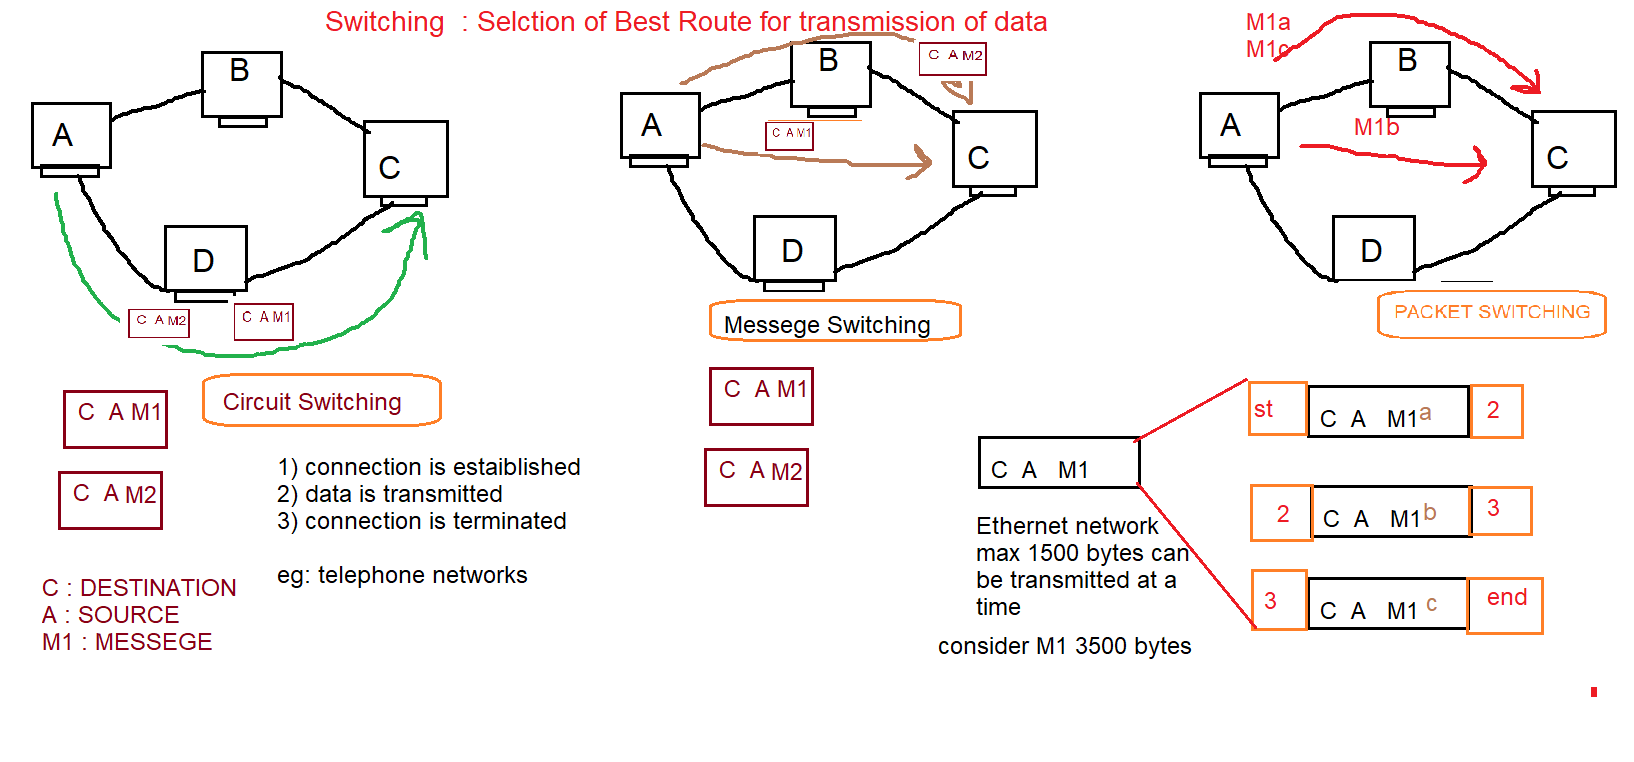 Switching : Selction of Best Route for transmission of data
A
B
C
D
C A M2
C A M1
Circuit Switching
C A M1
C A M2
1) connection is estaiblished
2) data is transmitted
3) connection is terminated
eg: telephone networks
C : DESTINATION
A : SOURCE
M1 : MESSEGE
C A M2
A
B
C A M1
C
D
Messege Switching
C A M1
C A M2
M1a
M1c
B
A
M1b
C
D
PACKET SWITCHING
C A M1
Ethernet network
max 1500 bytes can
be transmitted at a
time
consider M1 3500 bytes
st C A M1a 2
2 C A M1b 3
3 C A M1 c end